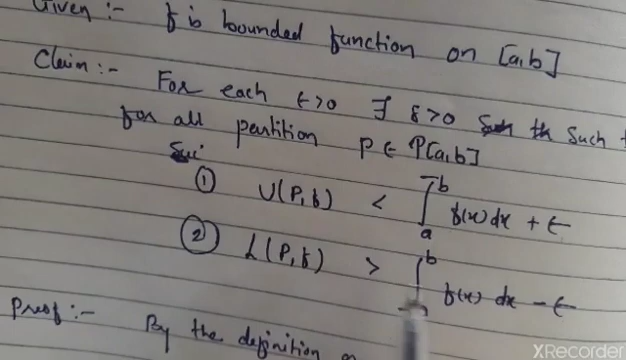 Given :- f is bounded function on [a,b]
Claim :- For each ϵ>0 ∃ δ>0 such
for all partition P ∈ P[a,b]
① U(P,f) < ∫̅ₐᵇ f(x)dx + ϵ
② L(P,f) > ∫̲ₐᵇ f(x) dx - ϵ
Proof :- By the definition
XRecorder